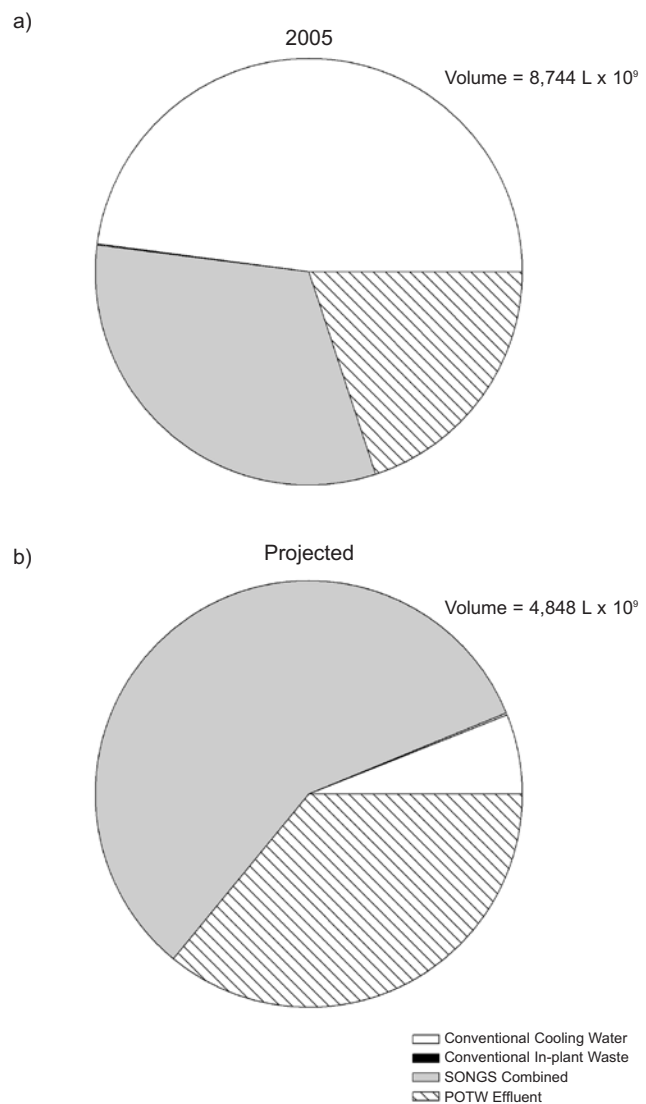 a)
2005
Volume = 8,744 L x 10⁹
b)
Projected
Volume = 4,848 L x 10⁹
Conventional Cooling Water
Conventional In-plant Waste
SONGS Combined
POTW Effluent